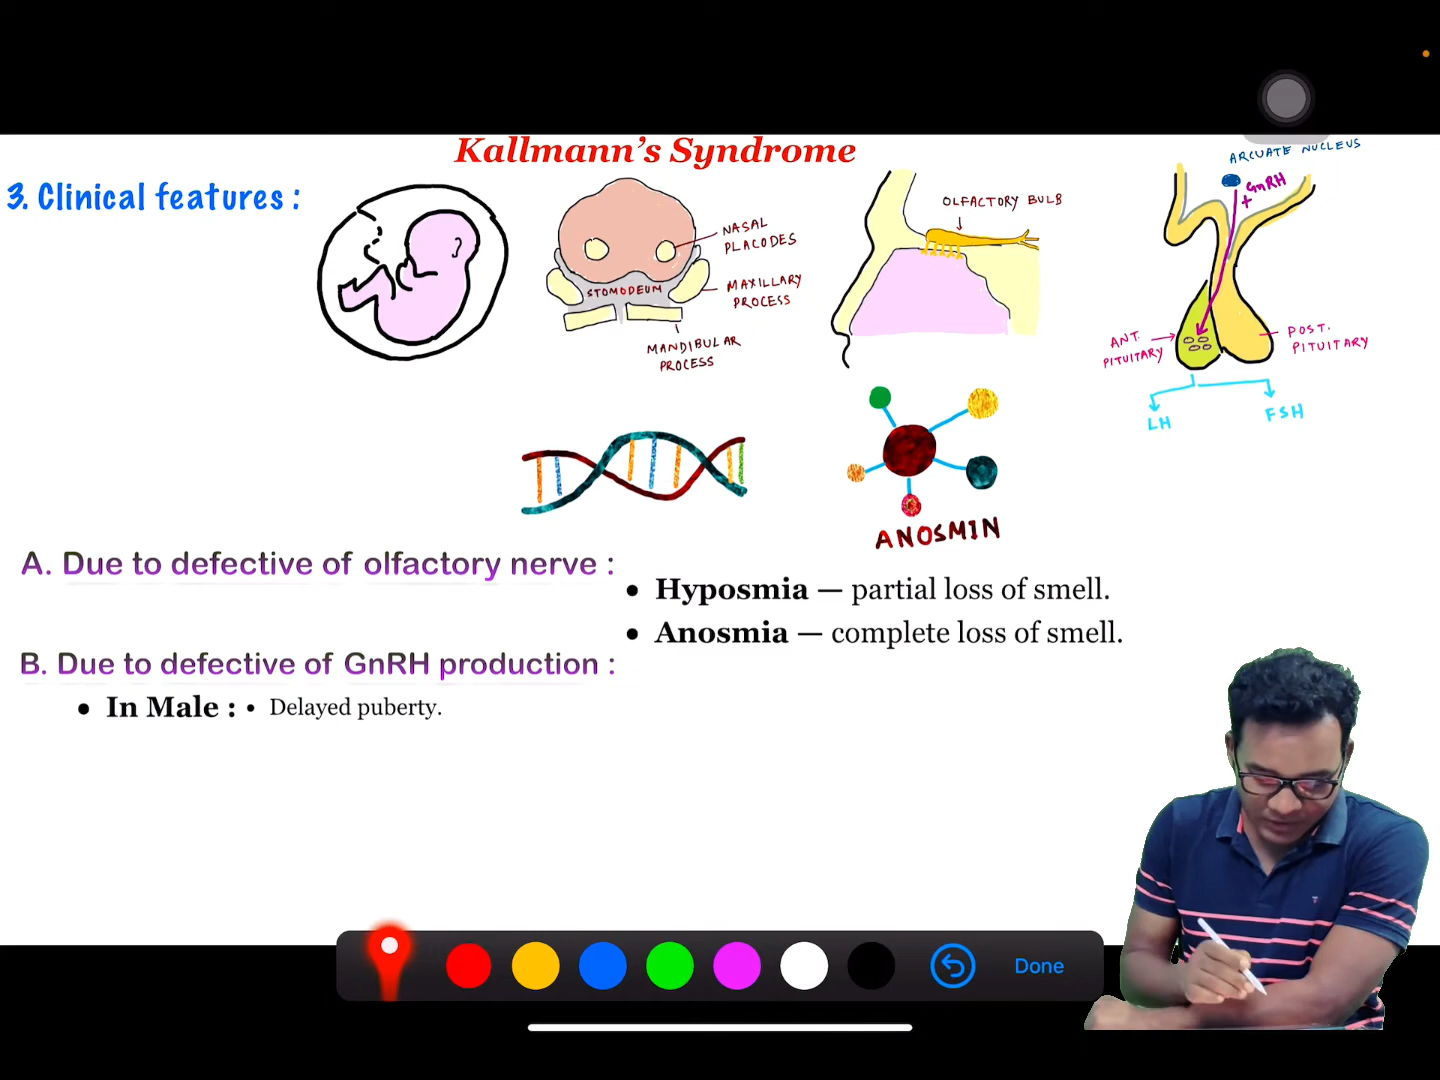 Kallmann's Syndrome
3. Clinical features :
NASAL
PLACODES
STOMODEUM
MAXILLARY
PROCESS
MANDIBULAR
PROCESS
OLFACTORY BULB
ARCUATE NUCLEUS
GnRH
+
ANT.
PITUITARY
POST.
PITUITARY
LH
FSH
ANOSMIN
A. Due to defective of olfactory nerve :
• Hyposmia — partial loss of smell.
• Anosmia — complete loss of smell.
B. Due to defective of GnRH production :
• In Male : • Delayed puberty.
Done